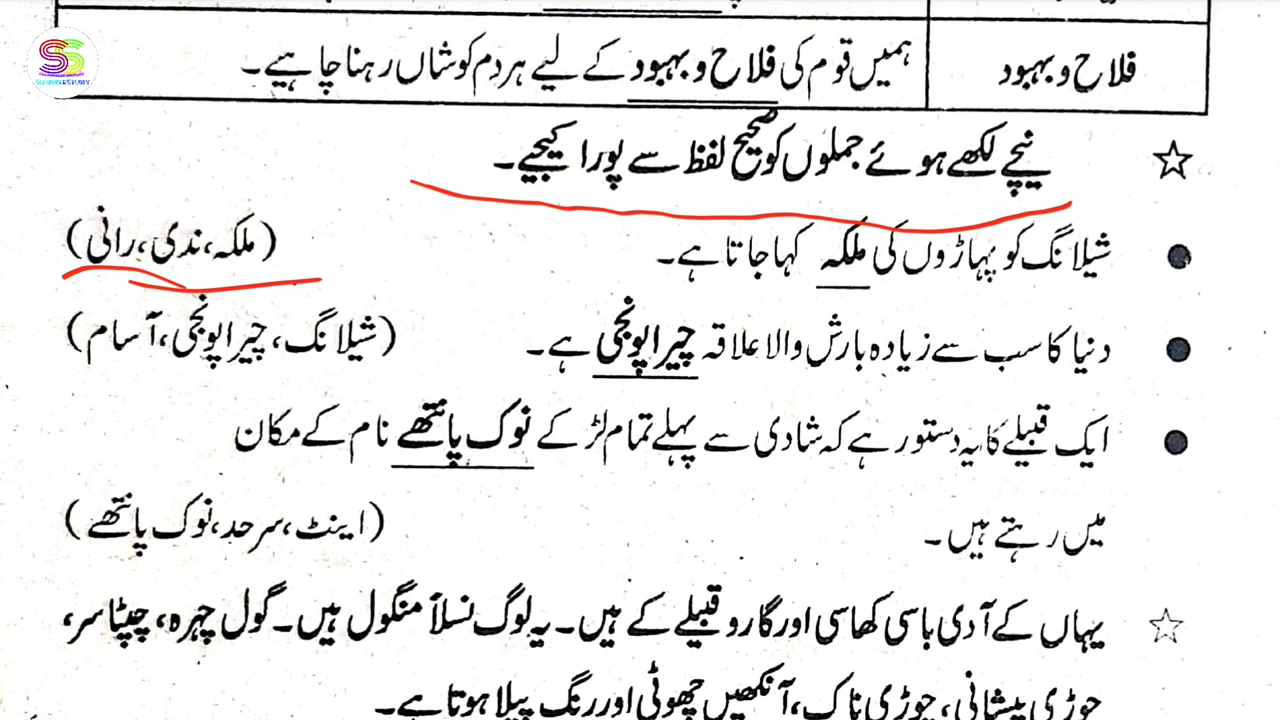 فلاح و بہبود
ہمیں قوم کی فلاح و بہبود کے لیے ہر دم کوشاں رہنا چاہیے۔
☆ نیچے لکھے ہوئے جملوں کو صحیح لفظ سے پورا کیجیے۔
● شیلانگ کو پہاڑوں کی ملکہ کہا جاتا ہے۔ (ملکہ، ندی، رانی)
● دنیا کا سب سے زیادہ بارش والا علاقہ چیراپونجی ہے۔ (شیلانگ، چیراپونجی، آسام)
● ایک قبیلے کا یہ دستور ہے کہ شادی سے پہلے تمام لڑکے نوک پانتھے نام کے مکان
میں رہتے ہیں۔ (اینٹ، سرحد، نوک پانتھے)
☆ یہاں کے آدی باسی کھاسی اور گارو قبیلے کے ہیں۔ یہ لوگ نسلاً منگول ہیں۔ گول چہرہ، چپٹا سر،
چوڑی پیشانی، چوڑی ناک، آنکھیں چھوٹی اور رنگ پیلا ہوتا ہے۔